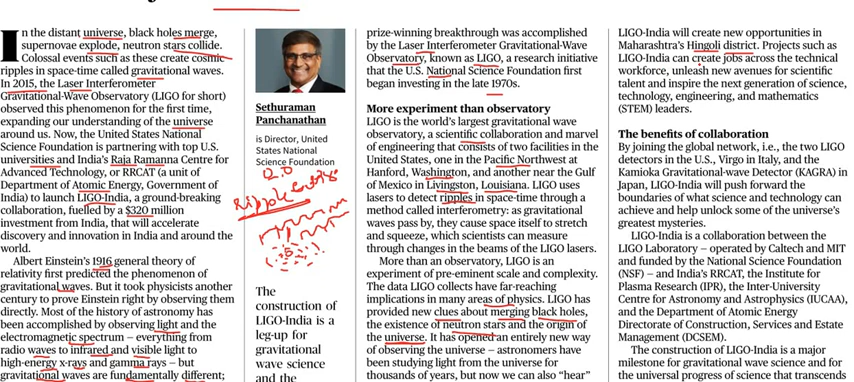 In the distant universe, black holes merge,
supernovae explode, neutron stars collide.
Colossal events such as these create cosmic
ripples in space-time called gravitational waves.
In 2015, the Laser Interferometer
Gravitational-Wave Observatory (LIGO for short)
observed this phenomenon for the first time,
expanding our understanding of the universe
around us. Now, the United States National
Science Foundation is partnering with top U.S.
universities and India's Raja Ramanna Centre for
Advanced Technology, or RRCAT (a unit of
Department of Atomic Energy, Government of
India) to launch LIGO-India, a ground-breaking
collaboration, fuelled by a $320 million
investment from India, that will accelerate
discovery and innovation in India and around the
world.
Albert Einstein's 1916 general theory of
relativity first predicted the phenomenon of
gravitational waves. But it took physicists another
century to prove Einstein right by observing them
directly. Most of the history of astronomy has
been accomplished by observing light and the
electromagnetic spectrum – everything from
radio waves to infrared and visible light to
high-energy x-rays and gamma rays – but
gravitational waves are fundamentally different;
Sethuraman
Panchanathan
is Director, United
States National
Science Foundation
Ripple
The
construction of
LIGO-India is a
leg-up for
gravitational
wave science
and the
prize-winning breakthrough was accomplished
by the Laser Interferometer Gravitational-Wave
Observatory, known as LIGO, a research initiative
that the U.S. National Science Foundation first
began investing in the late 1970s.
More experiment than observatory
LIGO is the world's largest gravitational wave
observatory, a scientific collaboration and marvel
of engineering that consists of two facilities in the
United States, one in the Pacific Northwest at
Hanford, Washington, and another near the Gulf
of Mexico in Livingston, Louisiana. LIGO uses
lasers to detect ripples in space-time through a
method called interferometry: as gravitational
waves pass by, they cause space itself to stretch
and squeeze, which scientists can measure
through changes in the beams of the LIGO lasers.
More than an observatory, LIGO is an
experiment of pre-eminent scale and complexity.
The data LIGO collects have far-reaching
implications in many areas of physics. LIGO has
provided new clues about merging black holes,
the existence of neutron stars and the origin of
the universe. It has opened an entirely new way
of observing the universe – astronomers have
been studying light from the universe for
thousands of years, but now we can also "hear"
LIGO-India will create new opportunities in
Maharashtra's Hingoli district. Projects such as
LIGO-India can create jobs across the technical
workforce, unleash new avenues for scientific
talent and inspire the next generation of science,
technology, engineering, and mathematics
(STEM) leaders.
The benefits of collaboration
By joining the global network, i.e., the two LIGO
detectors in the U.S., Virgo in Italy, and the
Kamioka Gravitational-wave Detector (KAGRA) in
Japan, LIGO-India will push forward the
boundaries of what science and technology can
achieve and help unlock some of the universe's
greatest mysteries.
LIGO-India is a collaboration between the
LIGO Laboratory – operated by Caltech and MIT
and funded by the National Science Foundation
(NSF) – and India's RRCAT, the Institute for
Plasma Research (IPR), the Inter-University
Centre for Astronomy and Astrophysics (IUCAA),
and the Department of Atomic Energy
Directorate of Construction, Services and Estate
Management (DCSEM).
The construction of LIGO-India is a major
milestone for gravitational wave science and for
the universal progress of science that transcends